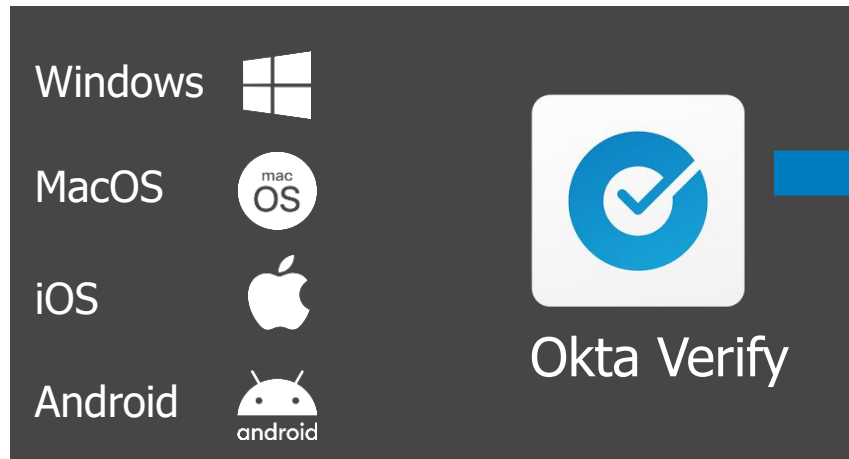 Windows
MacOS
mac
OS
iOS
Android
android
Okta Verify